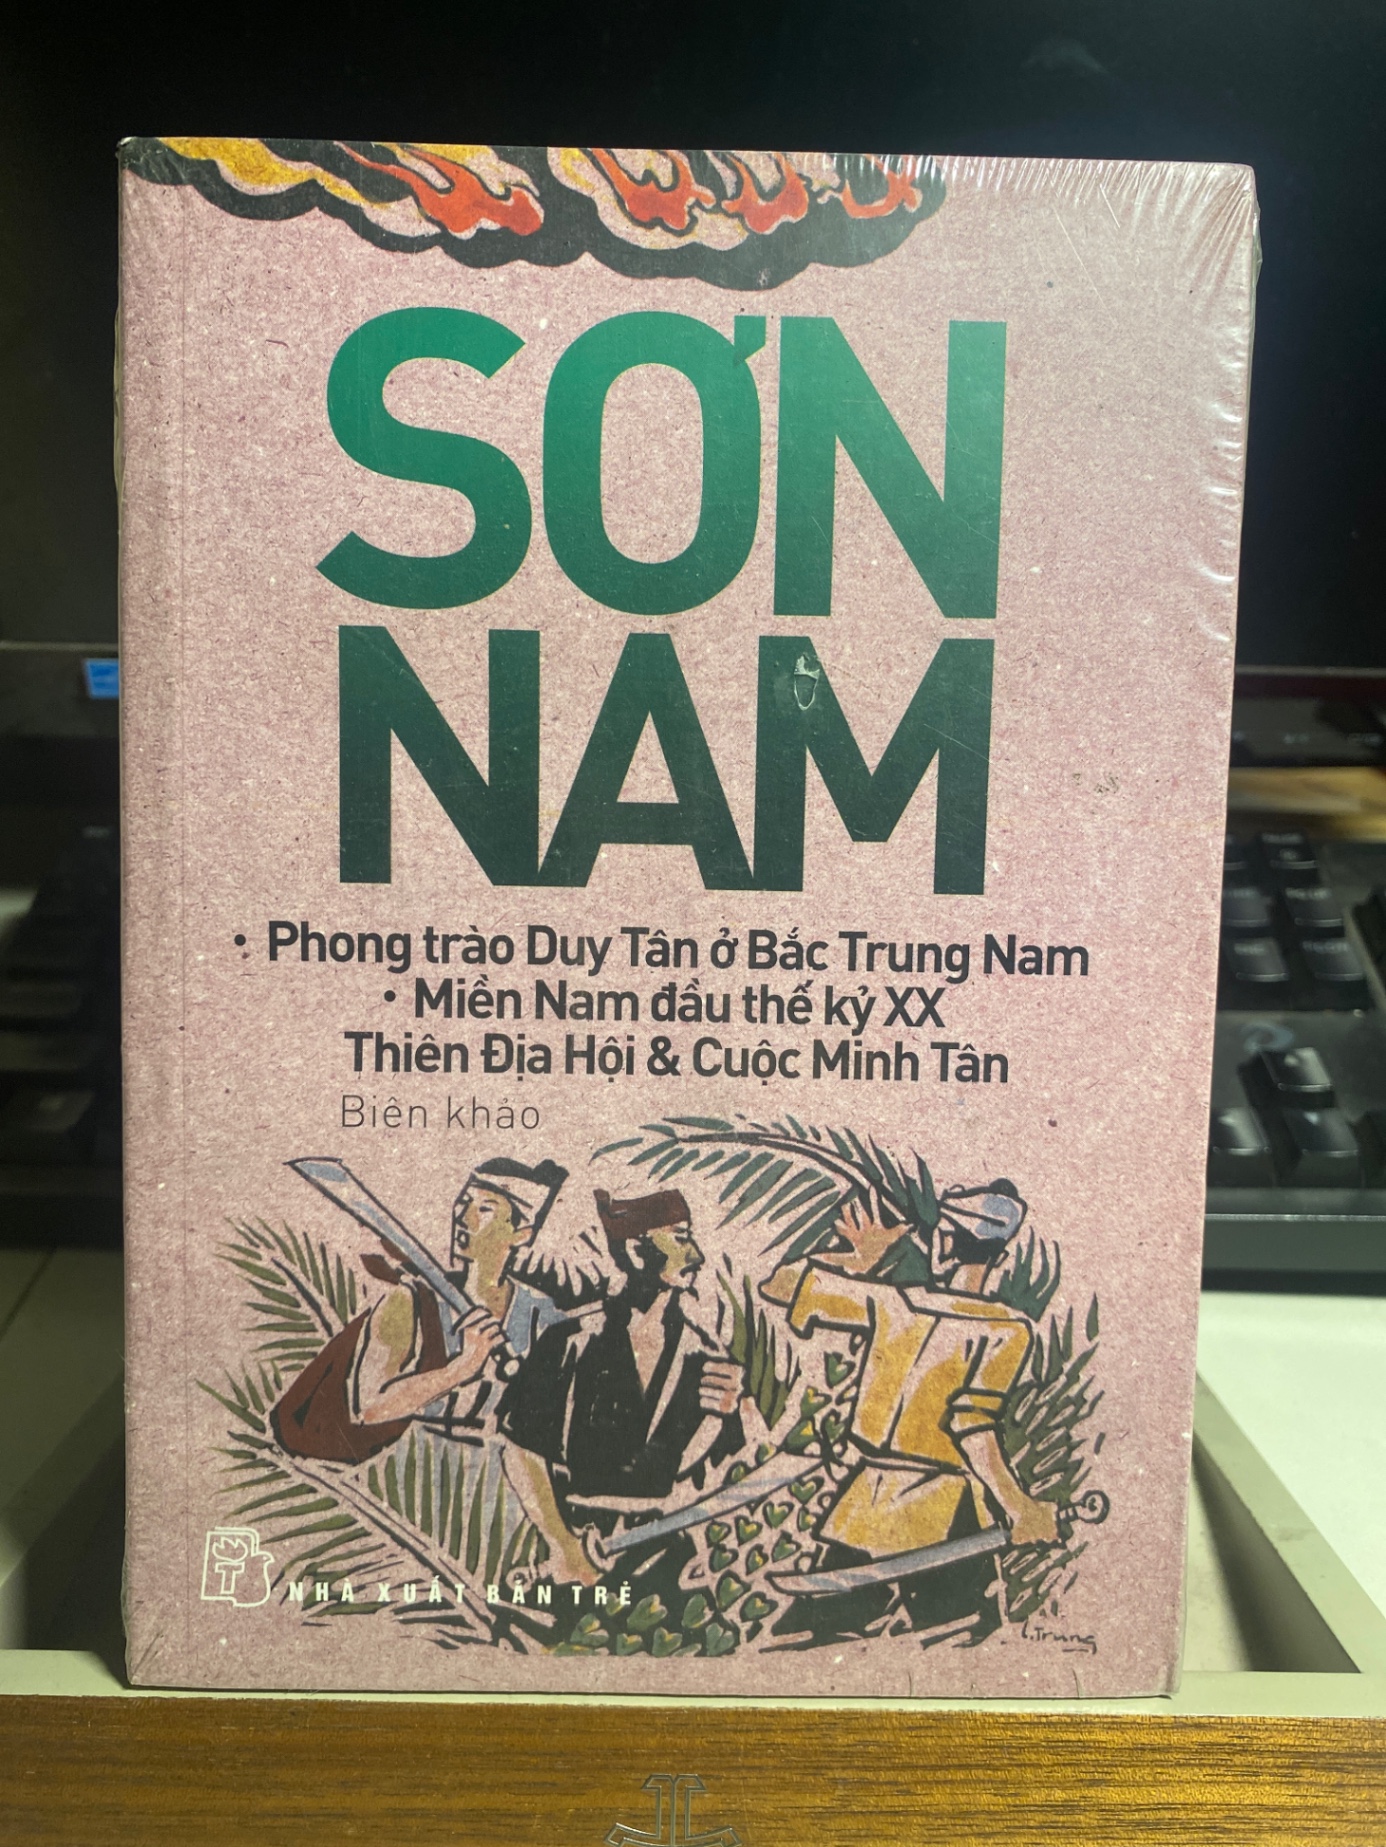 SƠN
NAM
• Phong trào Duy Tân ở Bắc Trung Nam
• Miền Nam đầu thế kỷ XX
Thiên Địa Hội & Cuộc Minh Tân
Biên khảo
NHÀ XUẤT BẢN TRẺ